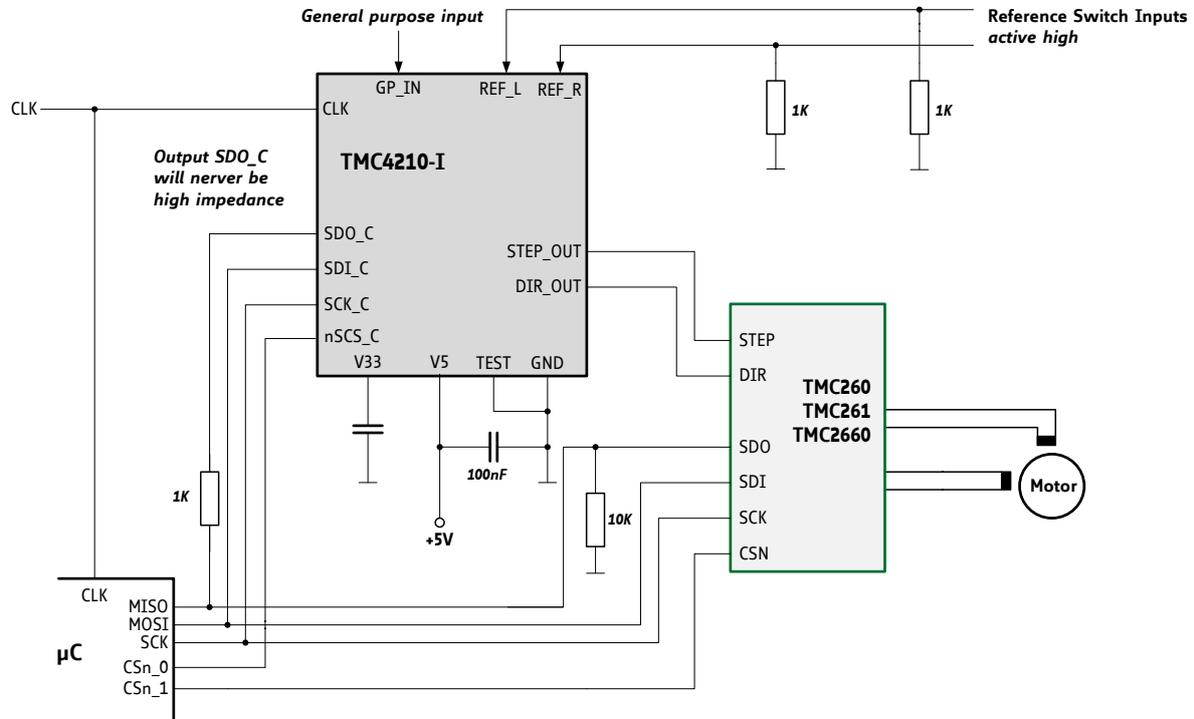 General purpose input
Reference Switch Inputs
active high
GP_IN
REF_L
REF_R
CLK
CLK
1K
1K
TMC4210-I
Output SDO_C
will nerver be
high impedance
SDO_C
SDI_C
SCK_C
nSCS_C
STEP_OUT
DIR_OUT
V33
V5
TEST
GND
STEP
DIR
TMC260
TMC261
TMC2660
SDO
SDI
SCK
CSN
Motor
100nF
1K
10K
+5V
CLK
MISO
MOSI
SCK
µC
CSn_0
CSn_1